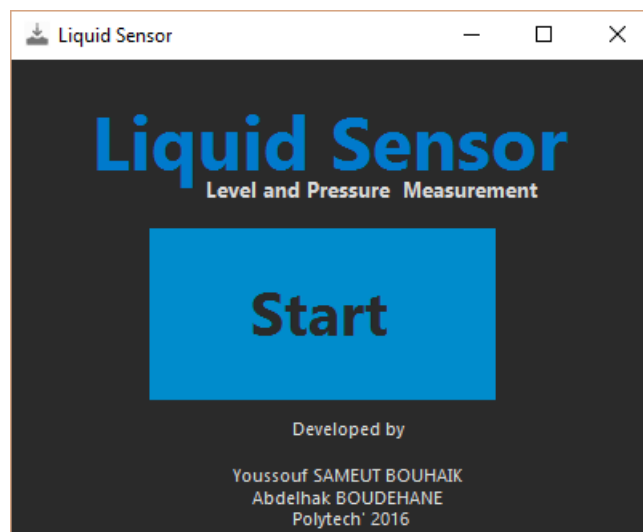 Liquid Sensor
Liquid Sensor
Level and Pressure Measurement
Start
Developed by
Youssouf SAMEUT BOUHAIK
Abdelhak BOUDEHANE
Polytech' 2016